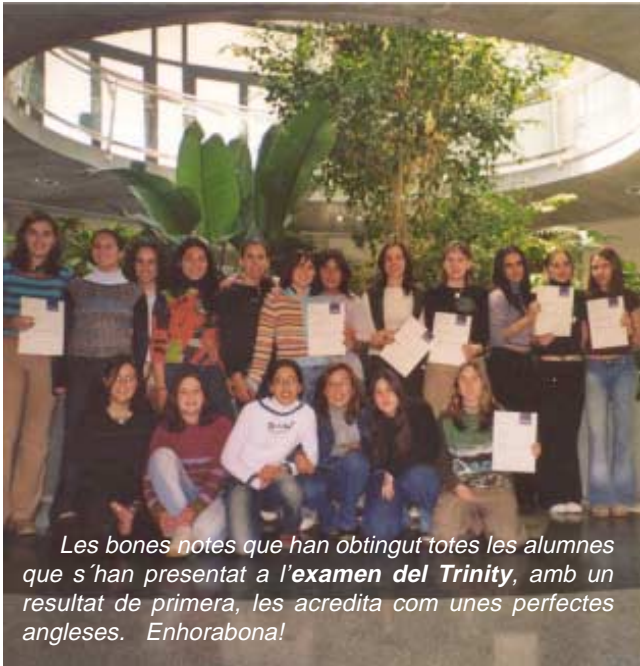 Les bones notes que han obtingut totes les alumnes
que s´han presentat a l’examen del Trinity, amb un
resultat de primera, les acredita com unes perfectes
angleses. Enhorabona!